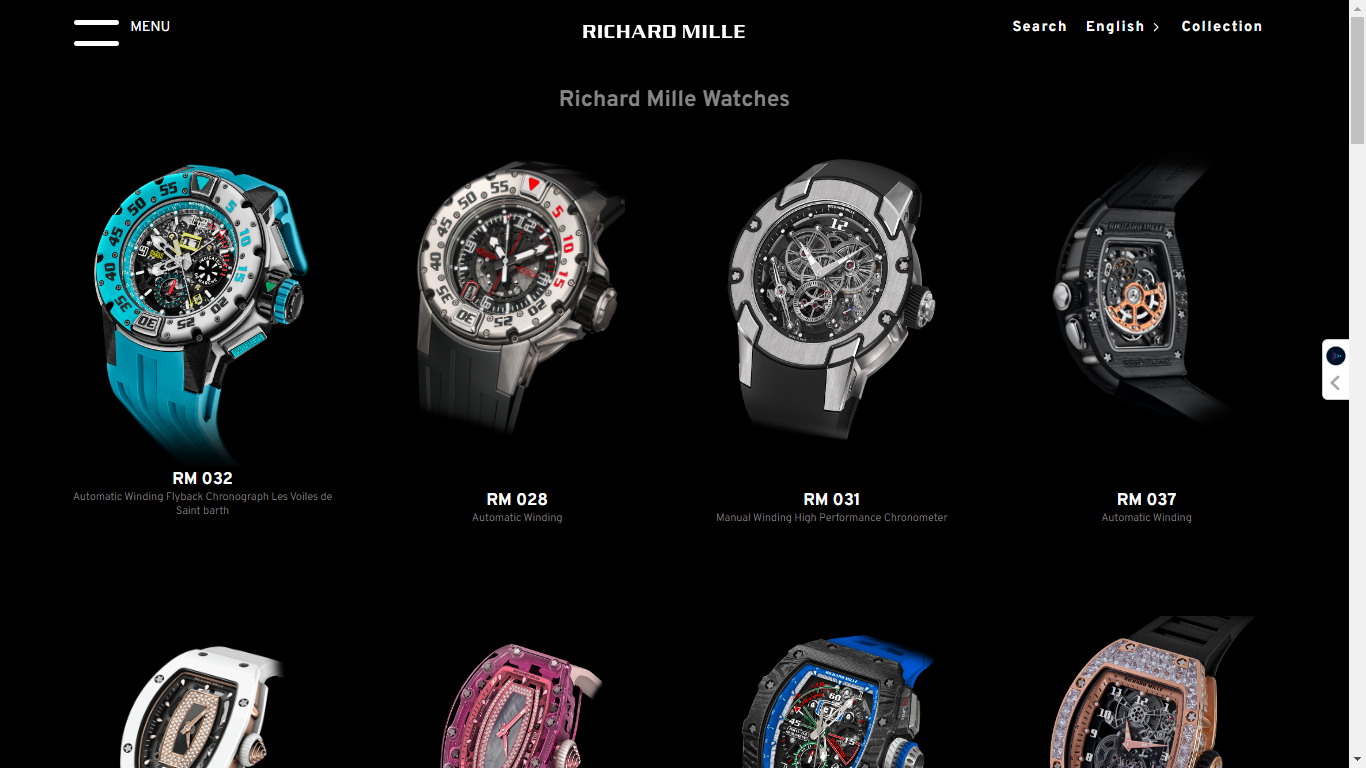 MENU
RICHARD MILLE
Search
English
Collection
Richard Mille Watches
RM 032
Automatic Winding Flyback Chronograph Les Voiles de
Saint barth
RM 028
Automatic Winding
RM 031
Manual Winding High Performance Chronometer
RM 037
Automatic Winding